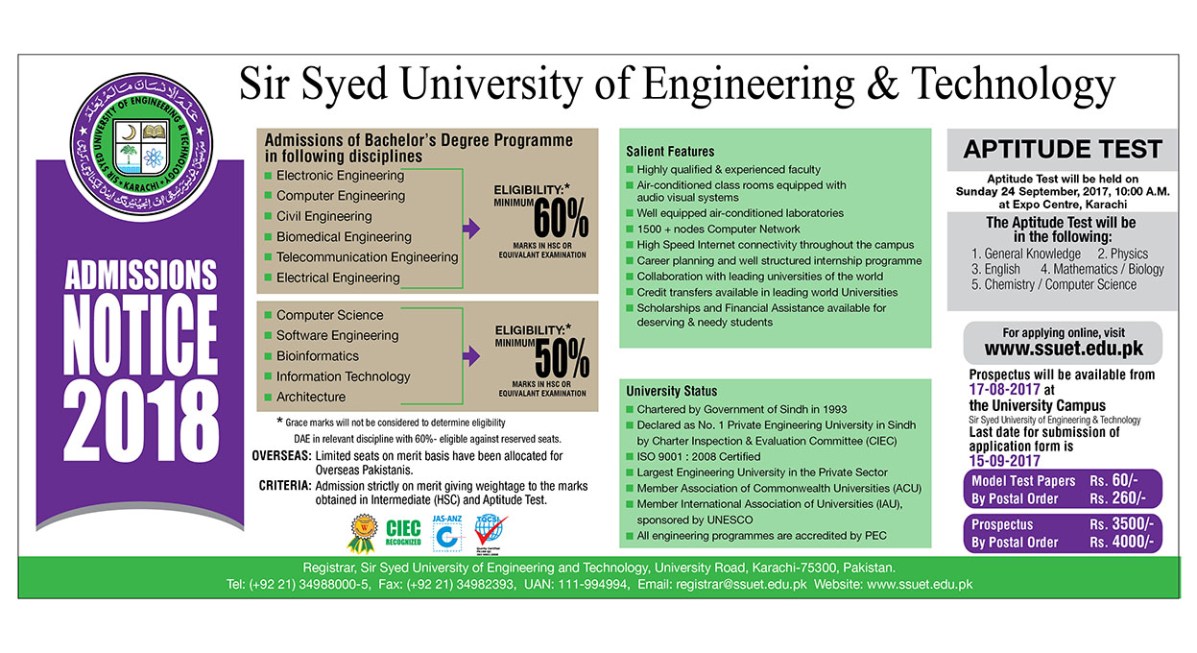 Sir Syed University of Engineering & Technology
SIR SYED UNIVERSITY OF ENGINEERING & TECHNOLOGY
KARACHI
ADMISSIONS
NOTICE
2018
Admissions of Bachelor's Degree Programme
in following disciplines
Electronic Engineering
Computer Engineering
Civil Engineering
Biomedical Engineering
Telecommunication Engineering
Electrical Engineering
ELIGIBILITY:*
MINIMUM
60%
MARKS IN HSC OR
EQUIVALANT EXAMINATION
Computer Science
Software Engineering
Bioinformatics
Information Technology
Architecture
ELIGIBILITY:*
MINIMUM
50%
MARKS IN HSC OR
EQUIVALANT EXAMINATION
* Grace marks will not be considered to determine eligibility
DAE in relevant discipline with 60%- eligible against reserved seats.
OVERSEAS: Limited seats on merit basis have been allocated for
Overseas Pakistanis.
CRITERIA: Admission strictly on merit giving weightage to the marks
obtained in Intermediate (HSC) and Aptitude Test.
CIEC
RECOGNIZED
JAS-ANZ
Salient Features
Highly qualified & experienced faculty
Air-conditioned class rooms equipped with
audio visual systems
Well equipped air-conditioned laboratories
1500 + nodes Computer Network
High Speed Internet connectivity throughout the campus
Career planning and well structured internship programme
Collaboration with leading universities of the world
Credit transfers available in leading world Universities
Scholarships and Financial Assistance available for
deserving & needy students
University Status
Chartered by Government of Sindh in 1993
Declared as No. 1 Private Engineering University in Sindh
by Charter Inspection & Evaluation Committee (CIEC)
ISO 9001 : 2008 Certified
Largest Engineering University in the Private Sector
Member Association of Commonwealth Universities (ACU)
Member International Association of Universities (IAU),
sponsored by UNESCO
All engineering programmes are accredited by PEC
APTITUDE TEST
Aptitude Test will be held on
Sunday 24 September, 2017, 10:00 A.M.
at Expo Centre, Karachi
The Aptitude Test will be
in the following:
1. General Knowledge 2. Physics
3. English 4. Mathematics / Biology
5. Chemistry / Computer Science
For applying online, visit
www.ssuet.edu.pk
Prospectus will be available from
17-08-2017 at
the University Campus
Sir Syed University of Engineering & Technology
Last date for submission of
application form is
15-09-2017
Model Test Papers Rs. 60/-
By Postal Order Rs. 260/-
Prospectus Rs. 3500/-
By Postal Order Rs. 4000/-
Registrar, Sir Syed University of Engineering and Technology, University Road, Karachi-75300, Pakistan.
Tel: (+92 21) 34988000-5, Fax: (+92 21) 34982393, UAN: 111-994994, Email: registrar@ssuet.edu.pk Website: www.ssuet.edu.pk